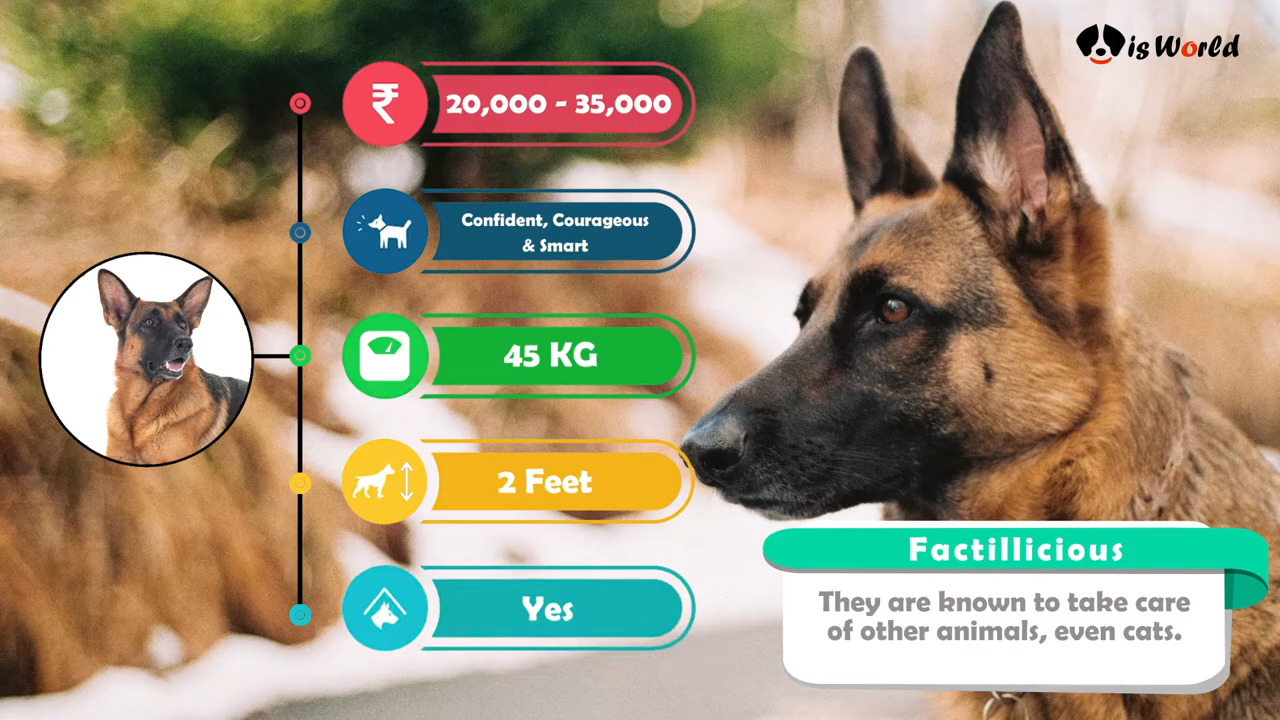 is World
₹ 20,000 - 35,000
Confident, Courageous
& Smart
45 KG
2 Feet
Yes
Factillicious
They are known to take care
of other animals, even cats.